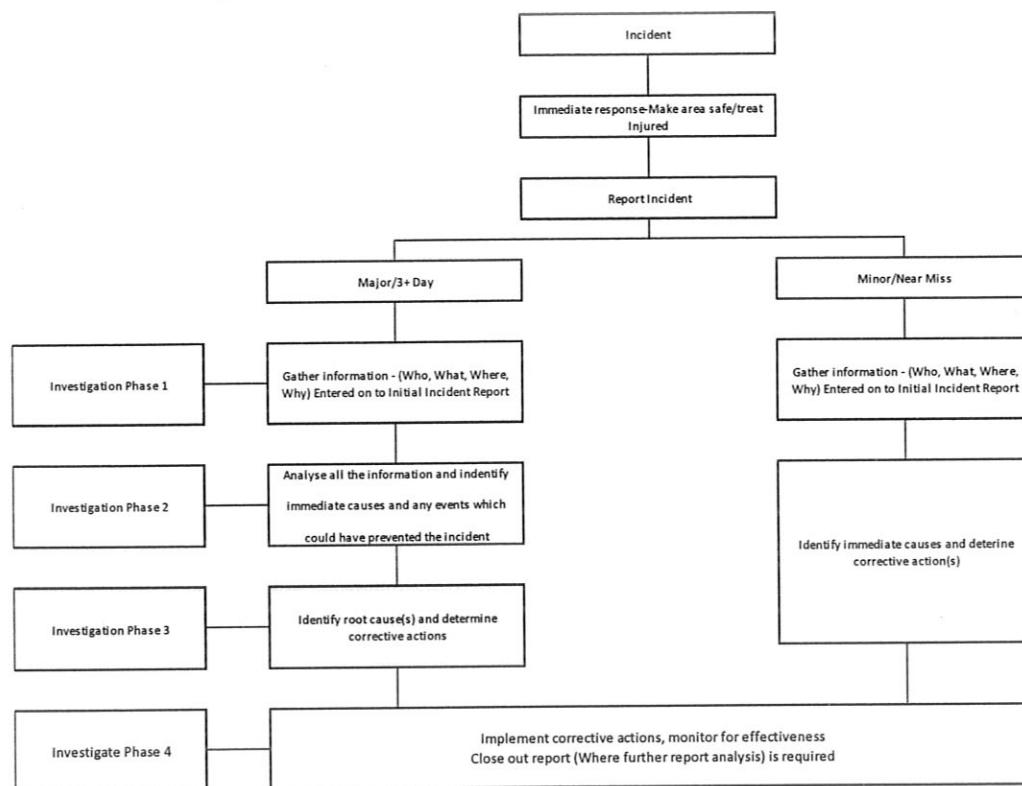 Incident
Immediate response-Make area safe/treat
Injured
Report Incident
Major/3+ Day
Minor/Near Miss
Investigation Phase 1
Gather information - (Who, What, Where,
Why) Entered on to Initial Incident Report
Gather information - (Who, What, Where,
Why) Entered on to Initial Incident Report
Investigation Phase 2
Analyse all the information and indentify
immediate causes and any events which
could have prevented the incident
Identify immediate causes and deterine
corrective action(s)
Investigation Phase 3
Identify root cause(s) and determine
corrective actions
Investigate Phase 4
Implement corrective actions, monitor for effectiveness
Close out report (Where further report analysis) is required